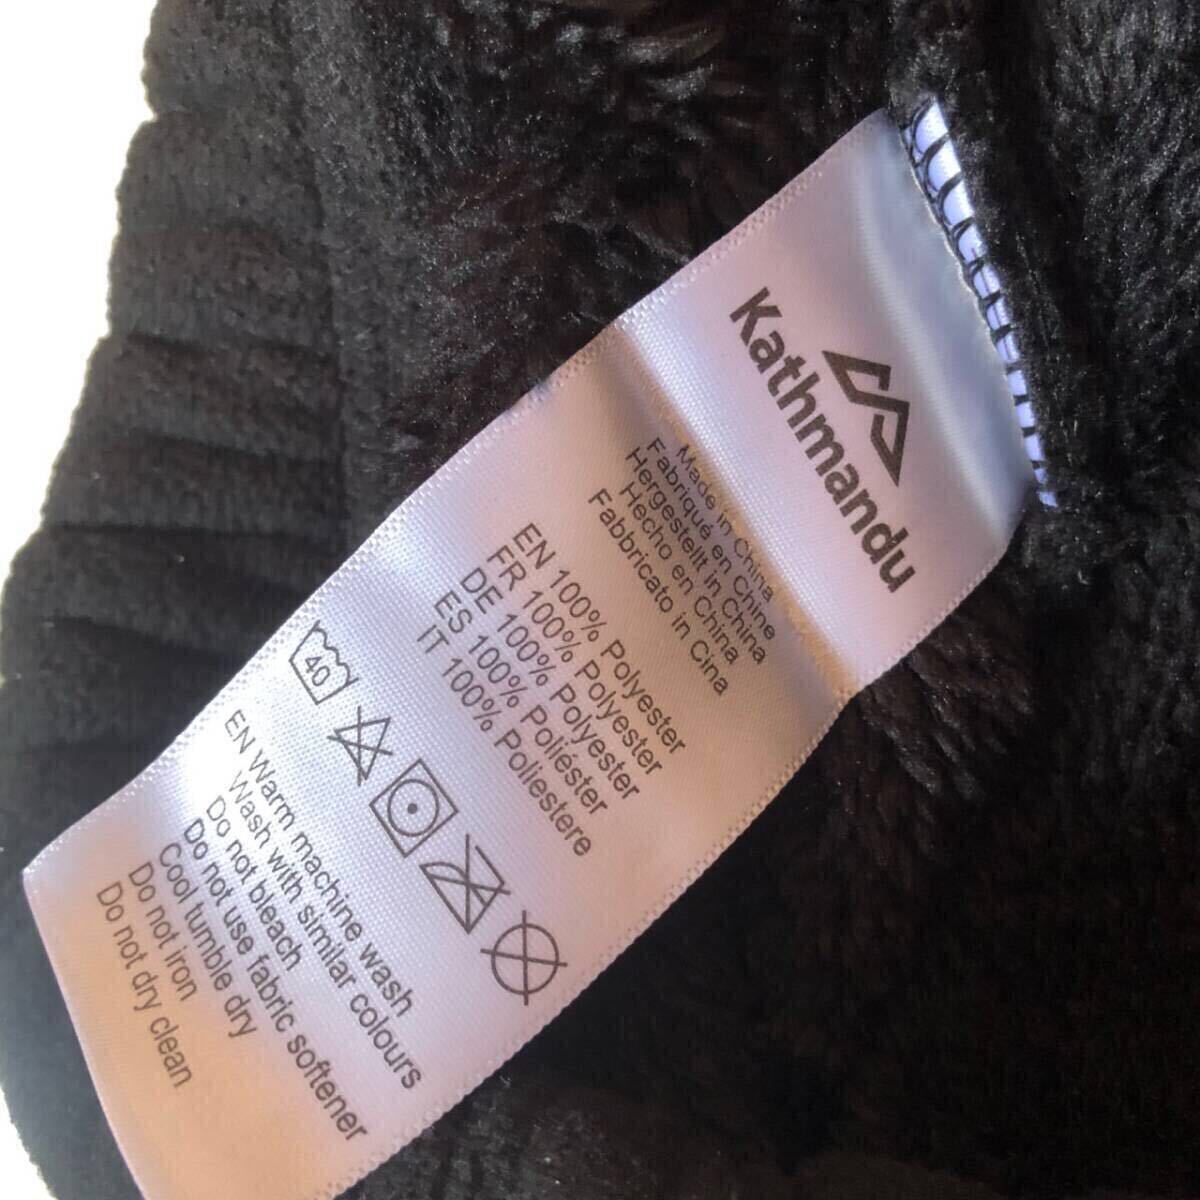 Kathmandu
Made in China
Fabriqué en Chine
Hergestellt in China
Hecho en China
Fabbricato in Cina
EN 100% Polyester
FR 100% Polyester
DE 100% Polyester
ES 100% Poliéster
IT 100% Poliestere
40
EN Warm machine wash
Wash with similar colours
Do not bleach
Do not use fabric softener
Cool tumble dry
Do not iron
Do not dry clean